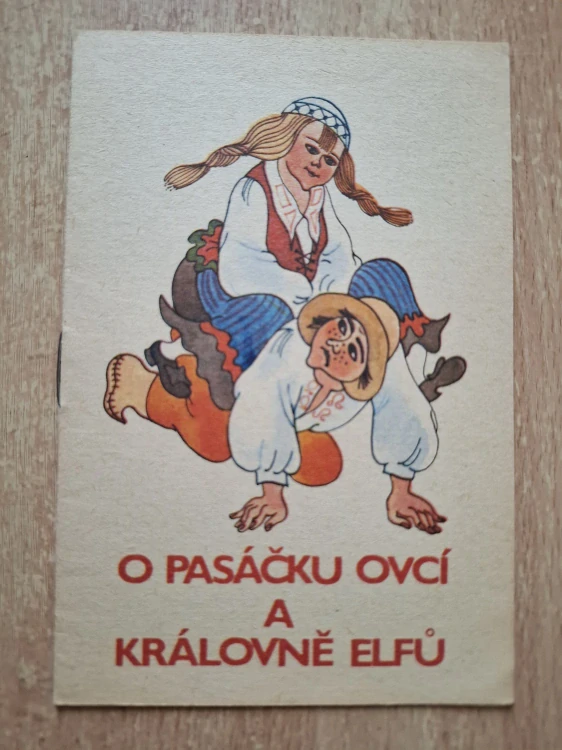 O PASÁČKU OVCÍ
A
KRÁLOVNĚ ELFŮ